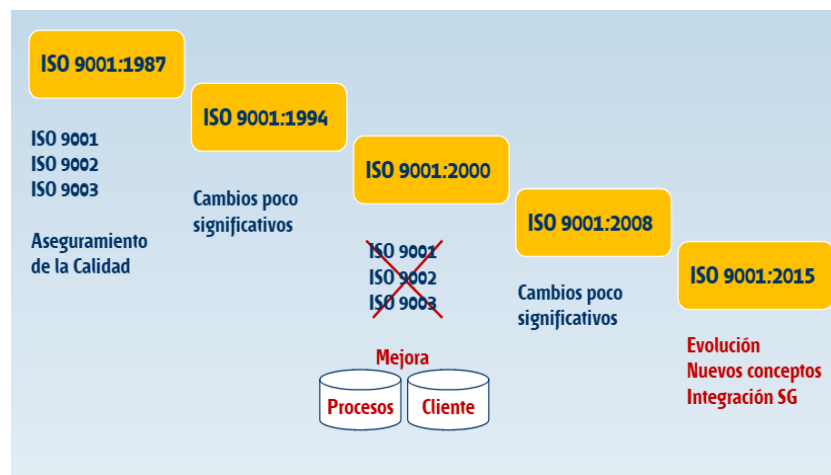 ISO 9001:1987
ISO 9001
ISO 9002
ISO 9003
Aseguramiento
de la Calidad
ISO 9001:1994
Cambios poco
significativos
ISO 9001:2000
ISO 9001
ISO 9002
ISO 9003
Mejora
Procesos
Cliente
ISO 9001:2008
Cambios poco
significativos
ISO 9001:2015
Evolución
Nuevos conceptos
Integración SG